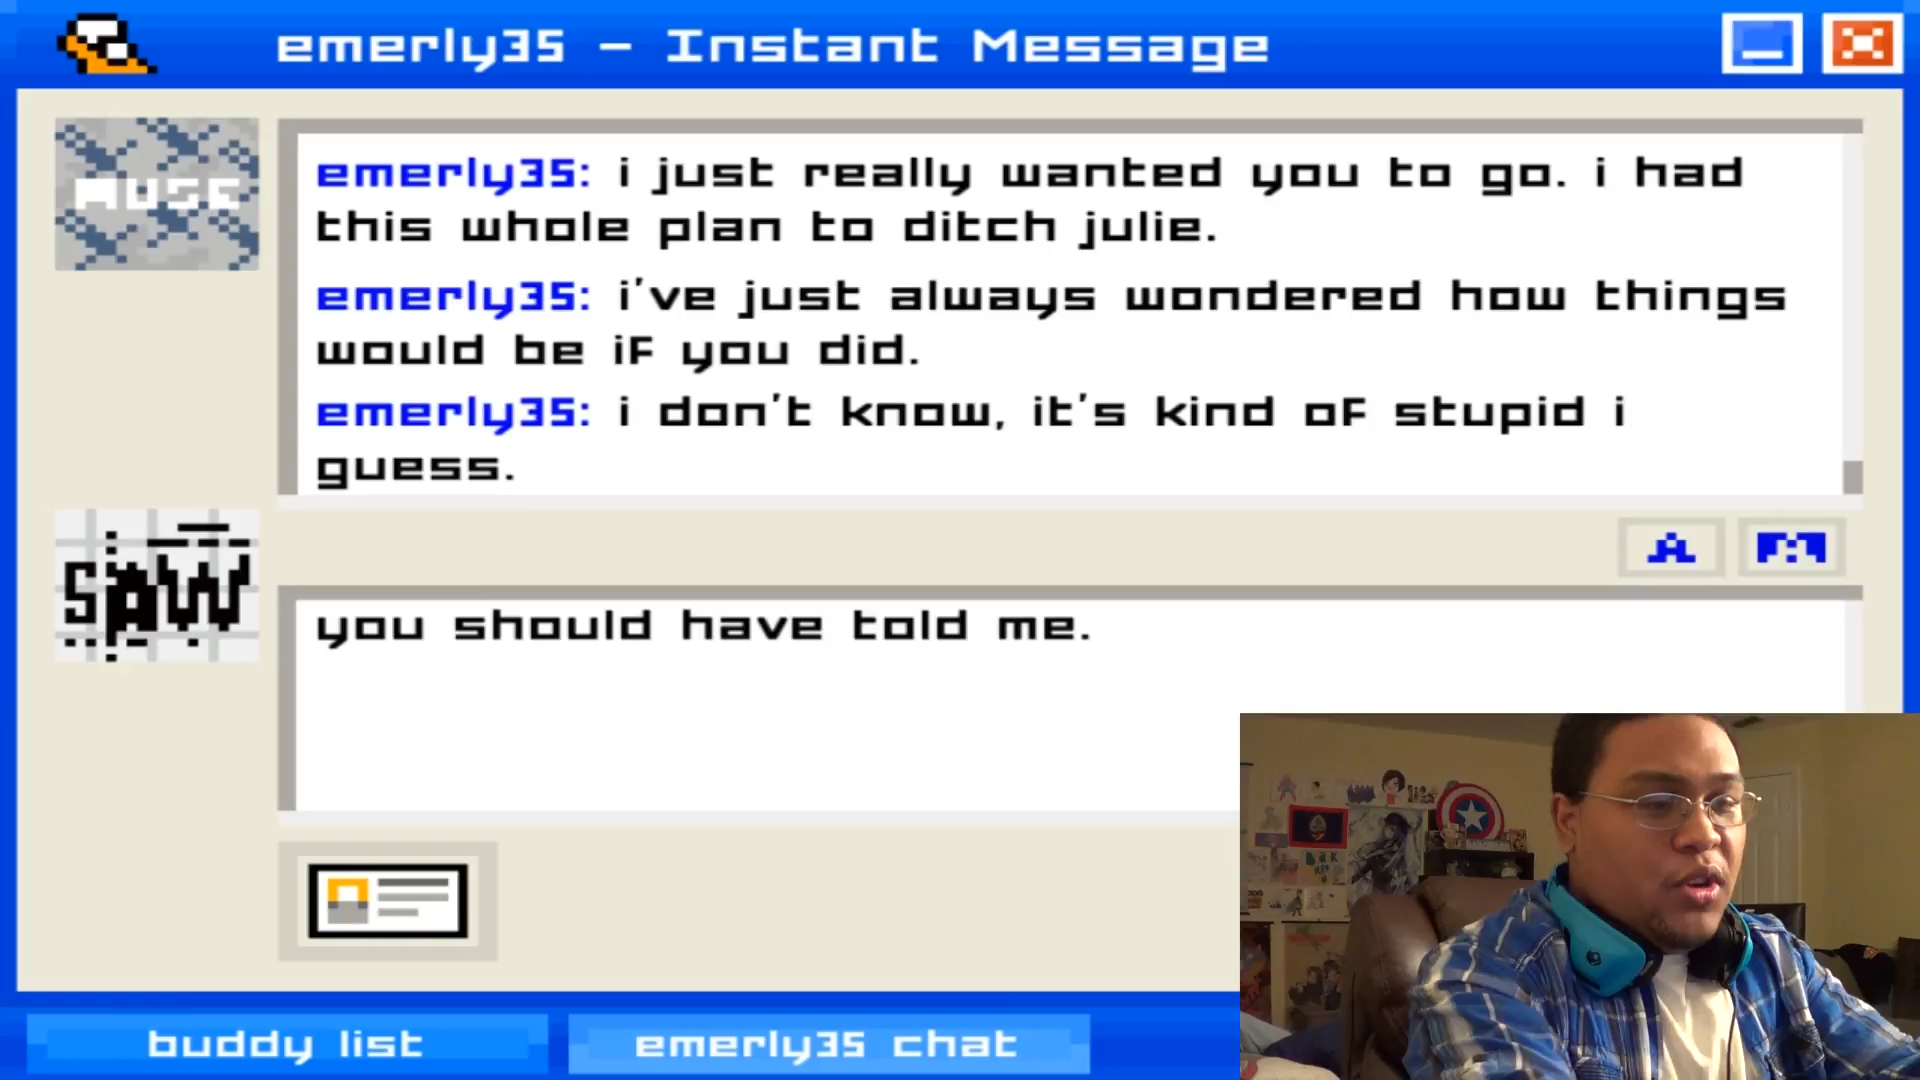 emerly35 - Instant Message
MUSE
emerly35: i just really wanted you to go. i had
this whole plan to ditch julie.
emerly35: i've just always wondered how things
would be if you did.
emerly35: i don't know, it's kind of stupid i
guess.
SAW
A
you should have told me.
buddy list
emerly35 chat